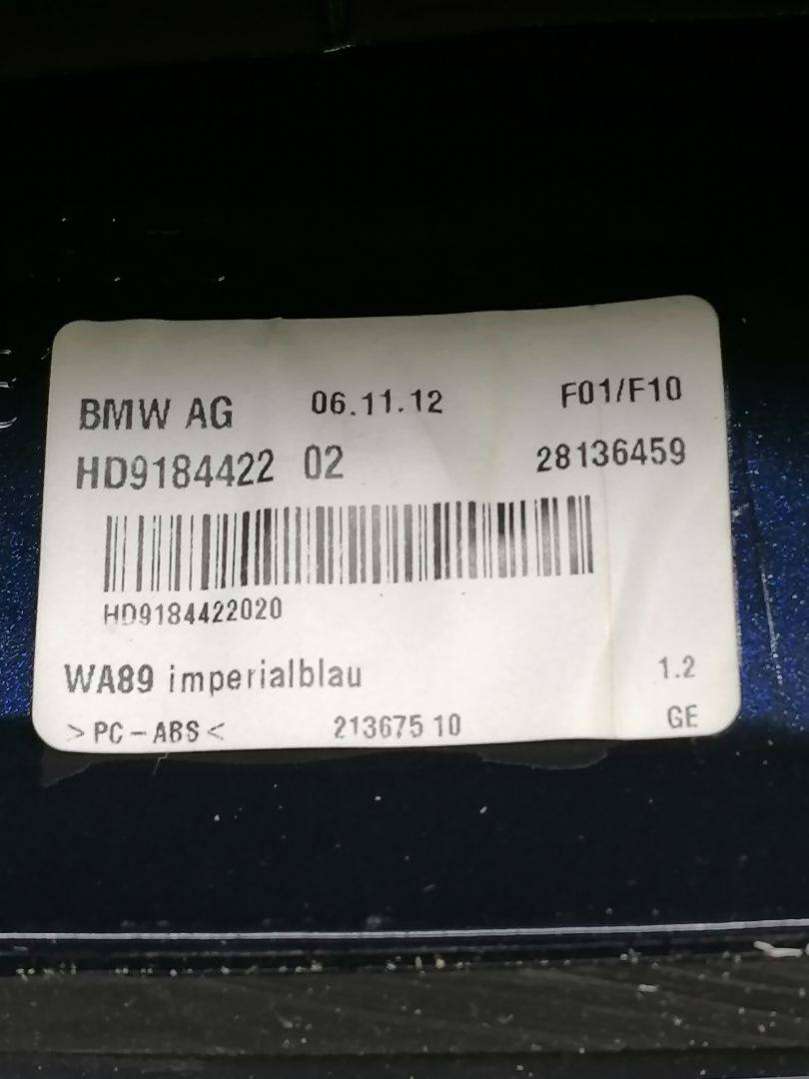 BMW AG 06.11.12 F01/F10
HD9184422 02 28136459
HD9184422020
WA89 imperialblau 1.2
>PC-ABS< 213675 10 GE